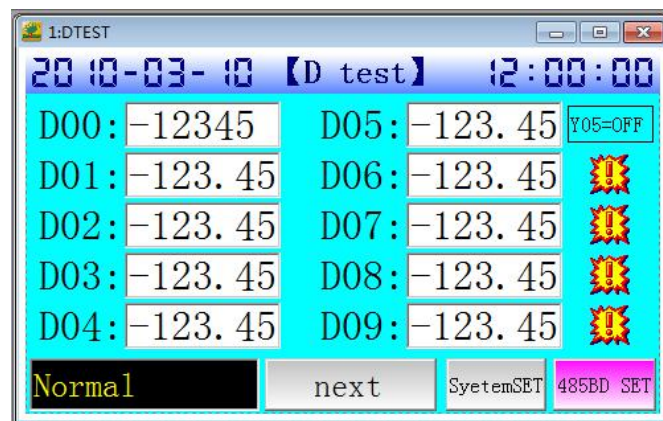 1:DTEST
2010-03-10 【D test】 12:00:00
D00: -12345 D05: -123.45 Y05=OFF
D01: -123.45 D06: -123.45
D02: -123.45 D07: -123.45
D03: -123.45 D08: -123.45
D04: -123.45 D09: -123.45
Normal next SyetemSET 485BD SET